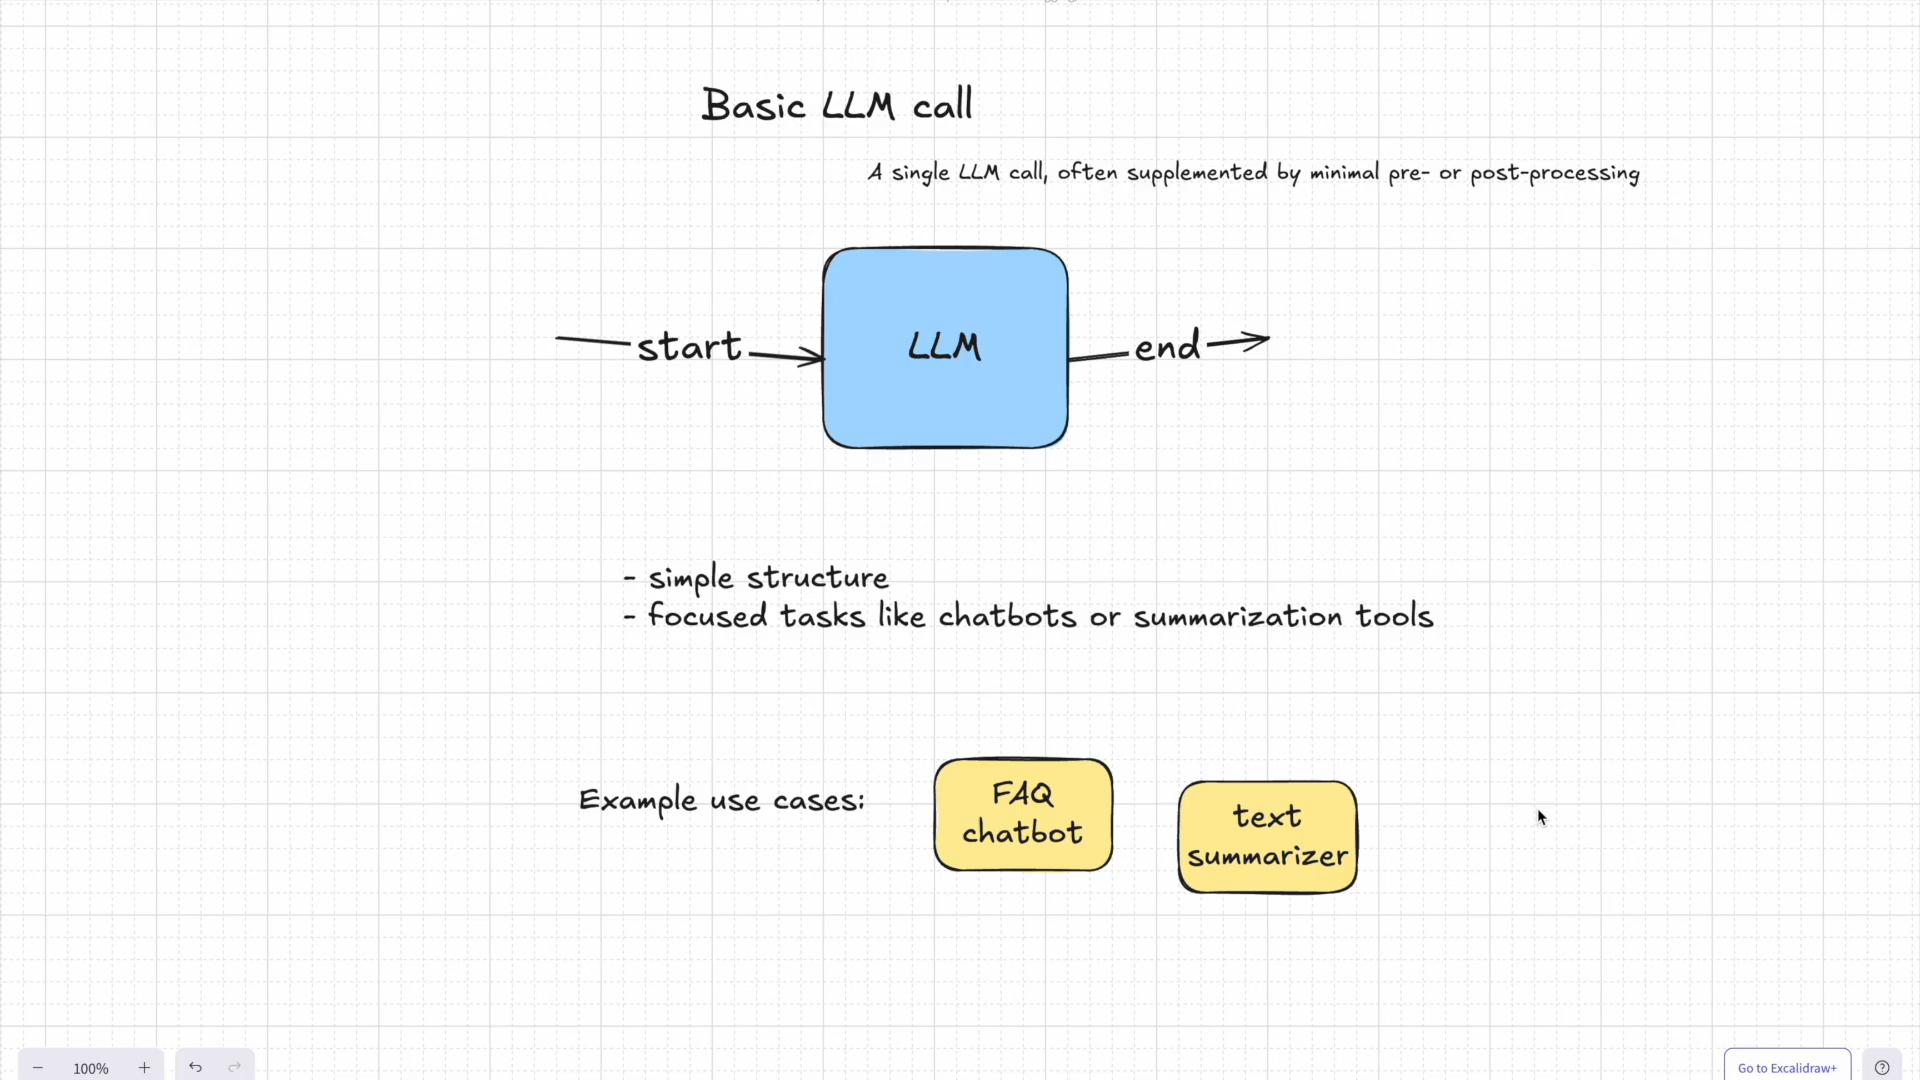 Basic LLM call
A single LLM call, often supplemented by minimal pre- or post-processing
start
LLM
end
- simple structure
- focused tasks like chatbots or summarization tools
Example use cases:
FAQ
chatbot
text
summarizer
100%
Go to Excalidraw+